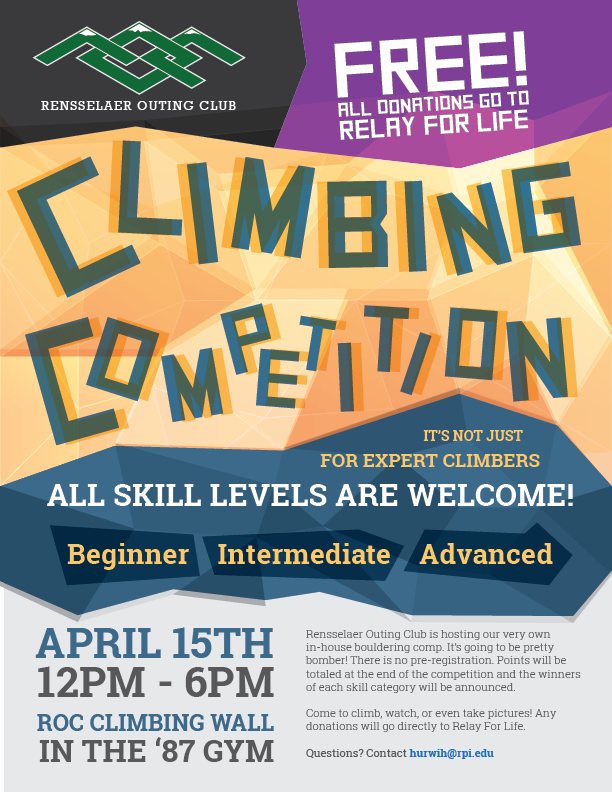 RENSSELAER OUTING CLUB
FREE!
ALL DONATIONS GO TO
RELAY FOR LIFE
CLIMBING
COMPETITION
IT'S NOT JUST
FOR EXPERT CLIMBERS
ALL SKILL LEVELS ARE WELCOME!
Beginner Intermediate Advanced
APRIL 15TH
12PM - 6PM
ROC CLIMBING WALL
IN THE ‘87 GYM
Rensselaer Outing Club is hosting our very own
in-house bouldering comp. It's going to be pretty
bomber! There is no pre-registration. Points will be
totaled at the end of the competition and the winners
of each skill category will be announced.
Come to climb, watch, or even take pictures! Any
donations will go directly to Relay For Life.
Questions? Contact hurwih@rpi.edu